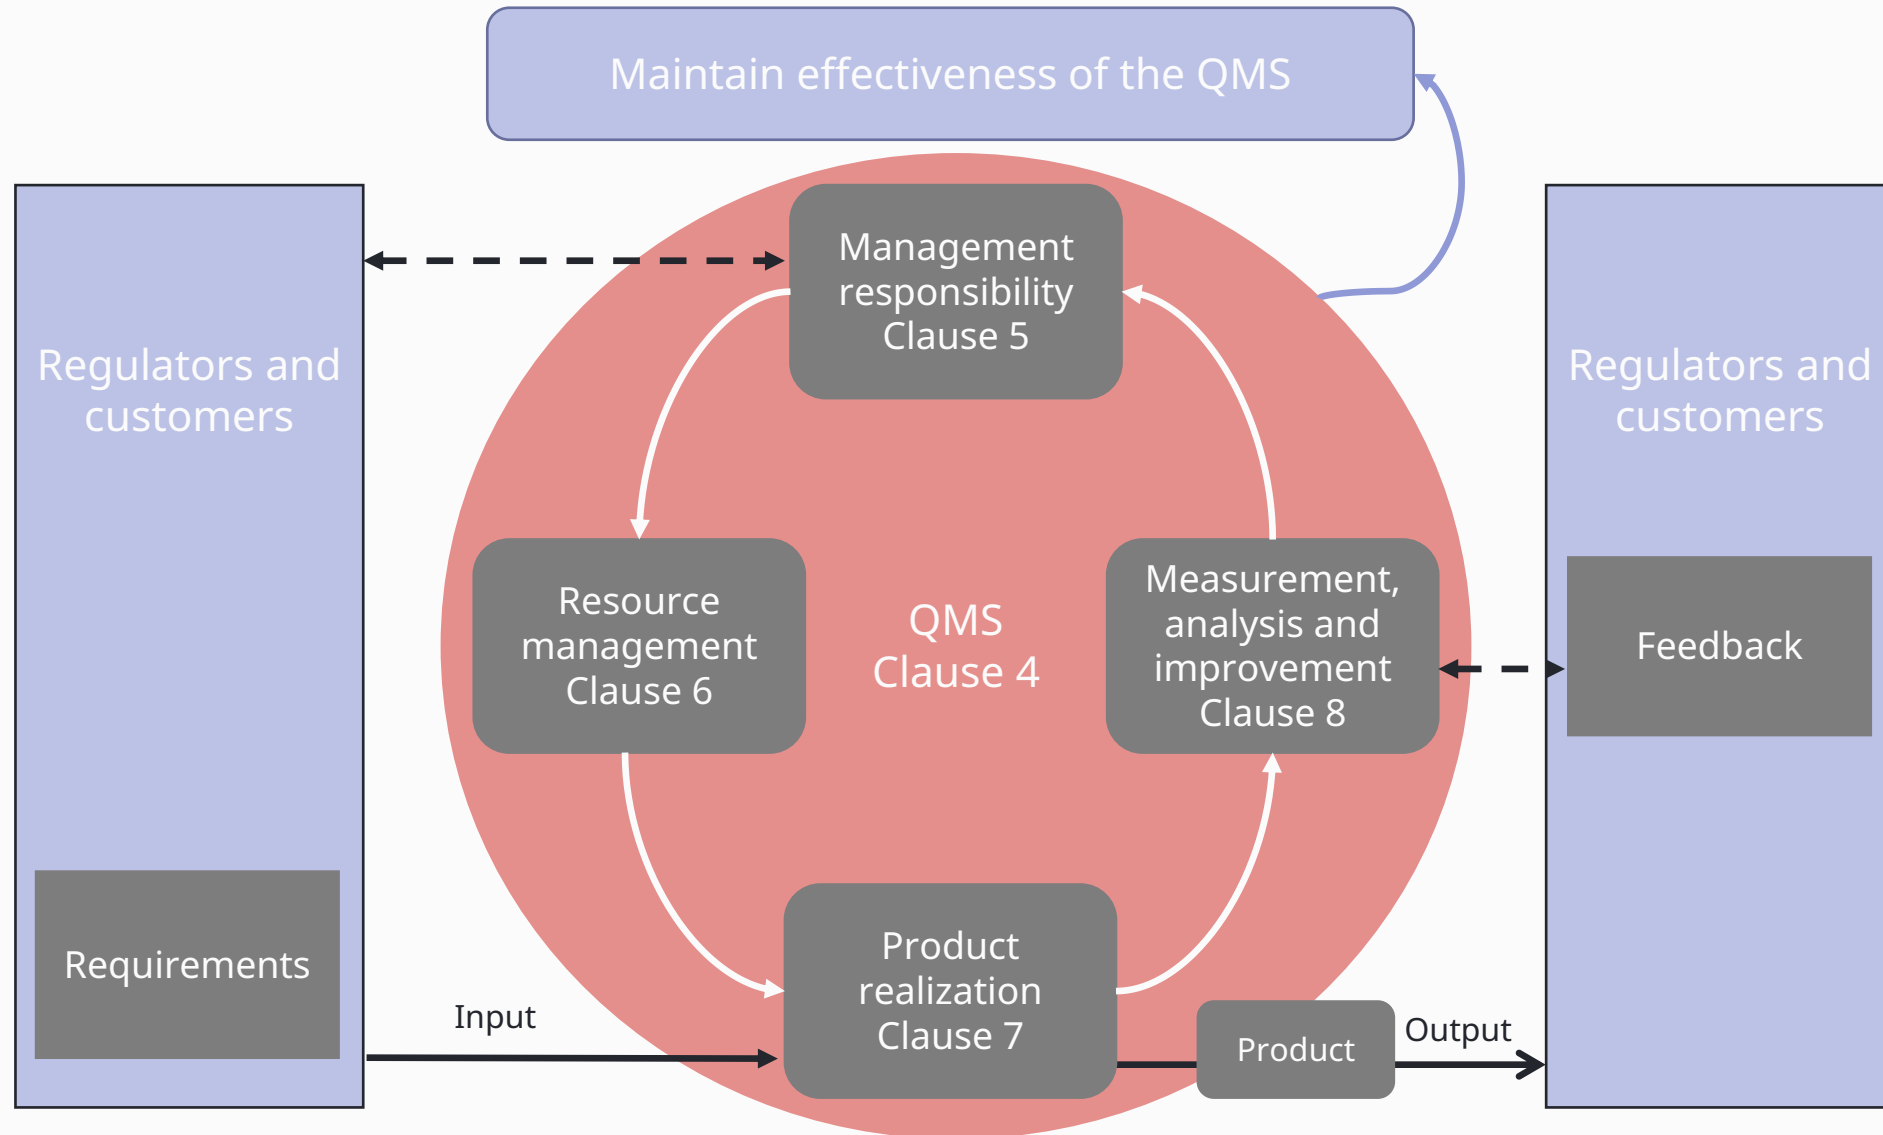 Maintain effectiveness of the QMS
Regulators and
customers
Requirements
Input
Management
responsibility
Clause 5
Resource
management
Clause 6
QMS
Clause 4
Measurement,
analysis and
improvement
Clause 8
Product
realization
Clause 7
Product
Output
Regulators and
customers
Feedback